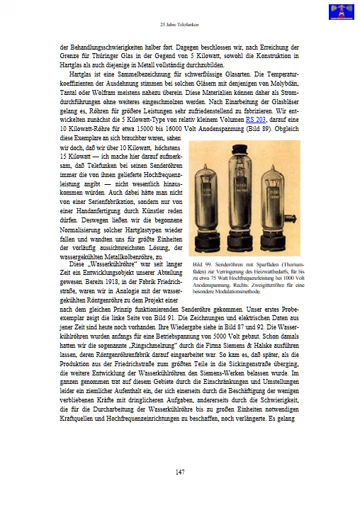 25 Jahre Telefunken
der Behandlungsschwierigkeiten halber fort. Dagegen beschlossen wir, nach Erreichung der
Grenze für Thüringer Glas in der Gegend von 5 Kilowatt, sowohl die Konstruktion in
Hartglas als auch diejenige in Metall vollständig durchzubilden.
Hartglas ist eine Sammelbezeichnung für schwerflüssige Glasarten. Die Temperatur-
koeffizienten der Ausdehnung stimmen bei solchen Gläsern mit denjenigen von Molybdän,
Tantal oder Wolfram meistens nahezu überein. Diese Materialien können daher als Strom-
durchführungen ohne weiteres eingeschmolzen werden. Nach Einarbeitung der Glasbläser
gelang es, Röhren für größere Leistungen sehr zufriedenstellend zu fabrizieren. Wir ent-
wickelten zunächst die 5 Kilowatt-Type von relativ kleinem Volumen RS 203, darauf eine
10 Kilowatt-Röhre für etwa 15000 bis 16000 Volt Anodenspannung (Bild 89). Obgleich
diese Exemplare an sich brauchbar waren, sahen
wir doch, daß wir über 10 Kilowatt, höchstens
15 Kilowatt — ich mache hier darauf aufmerk-
sam, daß Telefunken bei seinen Senderöhren
immer die von ihnen gelieferte Hochfrequenz-
leistung angibt — nicht wesentlich hinaus-
kommen würden. Auch dabei hätte man nicht
von einer Serienfabrikation, sondern nur von
einer Handanfertigung durch Künstler reden
dürfen. Deswegen ließen wir die begonnene
Normalisierung solcher Hartglastypen wieder
fallen und wandten uns für größte Einheiten
der vorläufig aussichtsreichsten Lösung, der
wassergekühlten Metallkolbenröhre, zu.
Diese „Wasserkühlröhre“ war seit langer
Zeit ein Entwicklungsobjekt unserer Abteilung
gewesen. Bereits 1918, in der Fabrik Friedrich-
straße, waren wir in Analogie mit der wasser-
gekühlten Röntgenröhre zu dem Projekt einer
Bild 99. Senderöhren mit Sparfäden (Thorium-
fäden) zur Verringerung des Heizwattbedarfs, für bis
zu etwa 75 Watt Hochfrequenzleistung bei 1000 Volt
Anodenspannung. Rechts: Zweigitterröhre für eine
besondere Modulationsmethode.
nach dem gleichen Prinzip funktionierenden Senderöhre gekommen. Unser erstes Probe-
exemplar zeigt die linke Seite von Bild 91. Die Zeichnungen und elektrischen Daten aus
jener Zeit sind heute noch vorhanden. Ihre Wiedergabe siehe in Bild 87 und 92. Die Wasser-
kühlröhren wurden anfangs für eine Betriebsspannung von 5000 Volt gebaut. Schon damals
hatten wir die sogenannte „Ringschmelzung“ durch die Firma Siemens & Halske ausführen
lassen, deren Röntgenröhrenfabrik darauf eingearbeitet war. So kam es, daß später, als die
Produktion aus der Friedrichstraße zum größten Teile in die Sickingenstraße überging,
die weitere Entwicklung der Wasserkühlröhren den Siemens-Werken belassen wurde. Im
ganzen genommen trat auf diesem Gebiete durch die Einschränkungen und Umstellungen
leider ein ziemlicher Aufenthalt ein, der sich einerseits durch die Beschäftigung der wenigen
verbliebenen Kräfte mit dringlicheren Aufgaben, andererseits durch die Schwierigkeit,
die für die Durcharbeitung der Wasserkühlröhre bis zu großen Einheiten notwendigen
Kraftquellen und Hochfrequenzeinrichtungen zu beschaffen, noch verlängerte. Es gelang
147